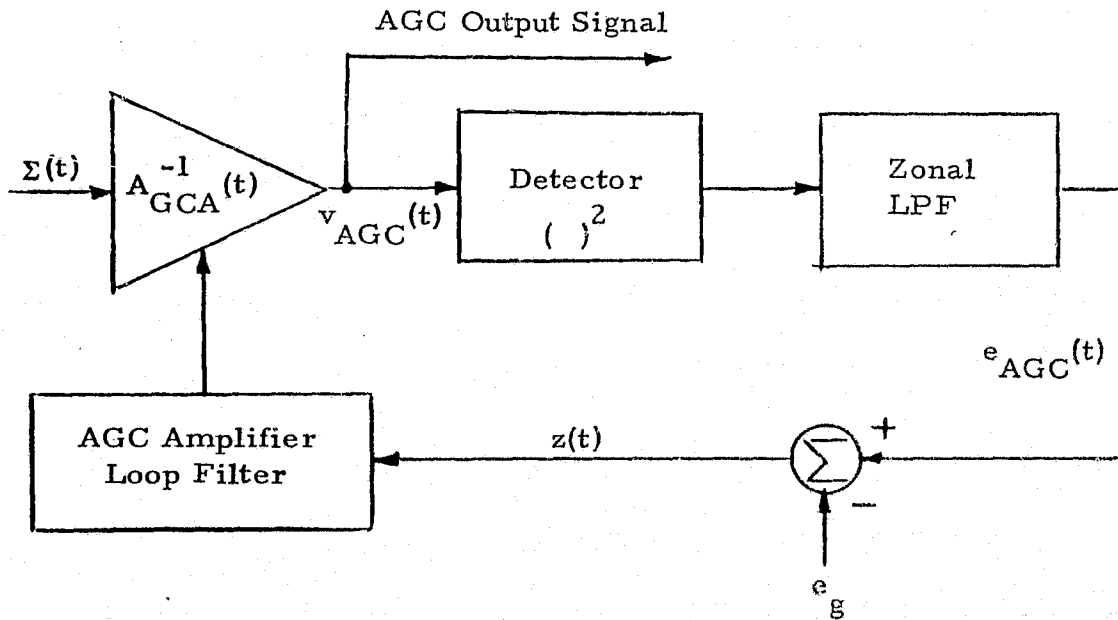 AGC Output Signal
Σ(t)
A_GCA^-1(t)
v_AGC(t)
Detector
( )^2
Zonal
LPF
e_AGC(t)
AGC Amplifier
Loop Filter
z(t)
Σ
+
−
e_g